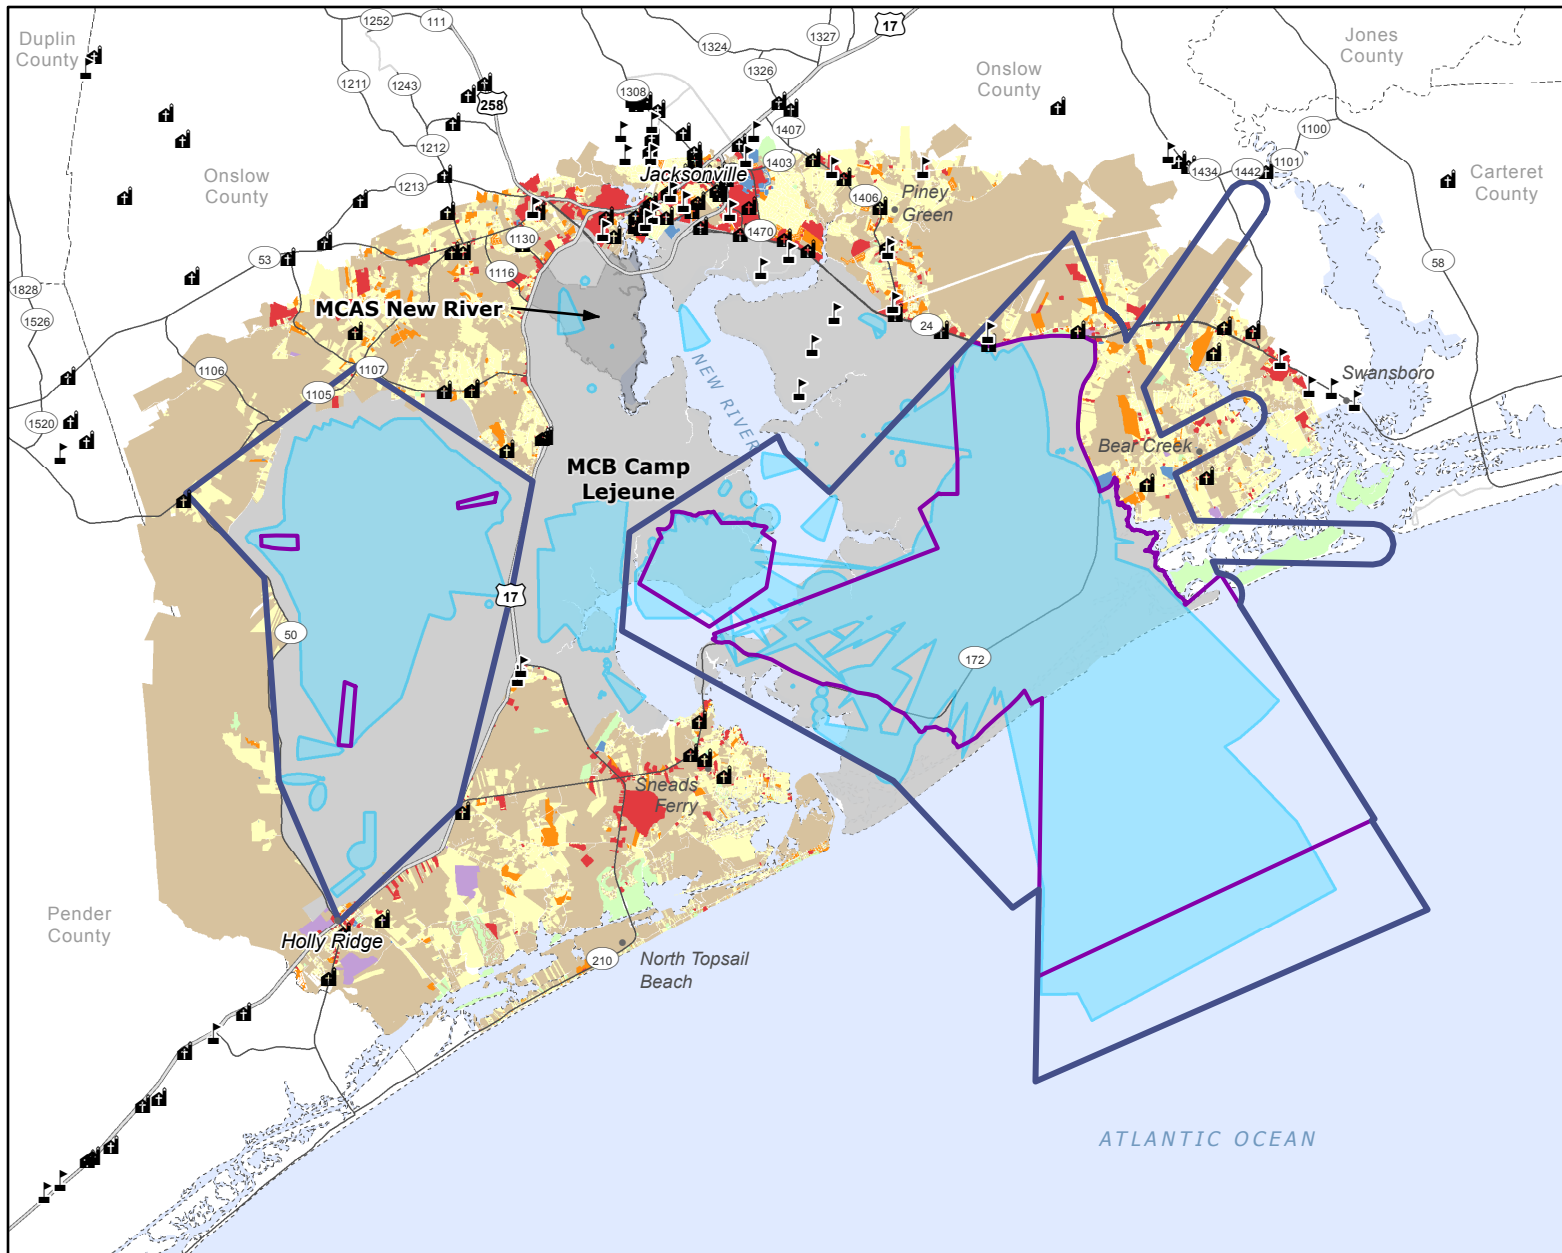 1252
111
17
Duplin
County
1324
1327
Jones
County
1211
1243
258
1308
1326
Onslow
County
1407
1100
1212
Jacksonville
1403
1434
1442
1101
Onslow
County
1213
1406
Piney
Green
Carteret
County
53
1130
1470
1116
58
1828
1526
MCAS New River
24
1106
1107
1105
NEW RIVER
Swansboro
1520
MCB Camp
Lejeune
Bear Creek
17
50
172
Sneads
Ferry
Pender
County
Holly Ridge
210
North Topsail
Beach
ATLANTIC OCEAN